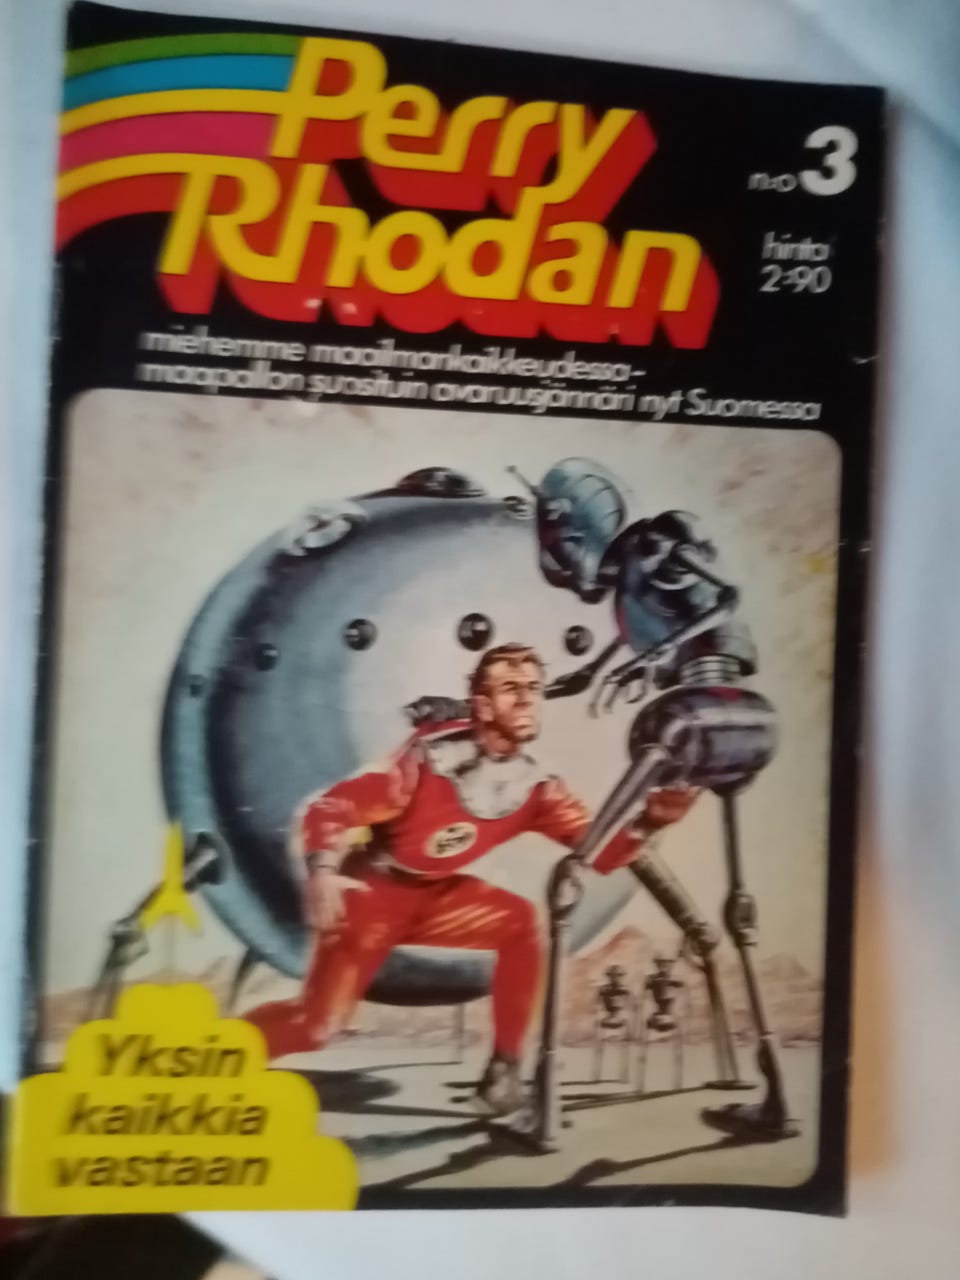 Perry
Rhodan
n:o 3
hinta
2:90
miehemme maailmankaikkeudessa-
maapallon suosituin avaruusjännäri nyt Suomessa
Yksin
kaikkia
vastaan